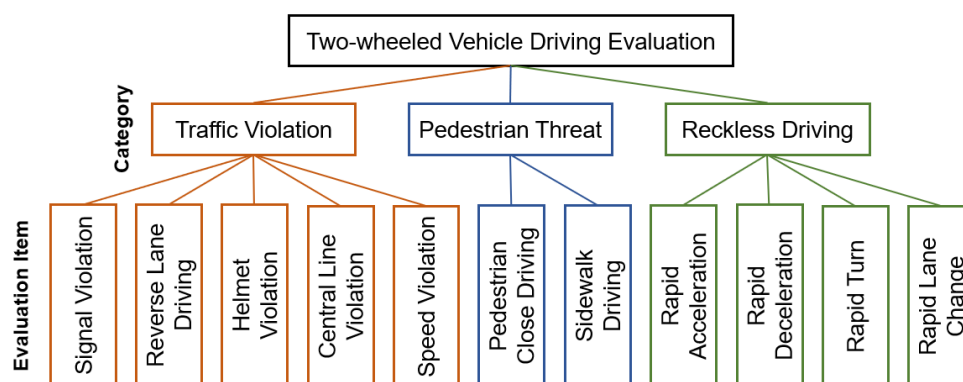 Two-wheeled Vehicle Driving Evaluation
Category
Traffic Violation
Pedestrian Threat
Reckless Driving
Evaluation Item
Signal Violation
Reverse Lane
Driving
Helmet
Violation
Central Line
Violation
Speed Violation
Pedestrian
Close Driving
Sidewalk
Driving
Rapid
Acceleration
Rapid
Deceleration
Rapid Turn
Rapid Lane
Change